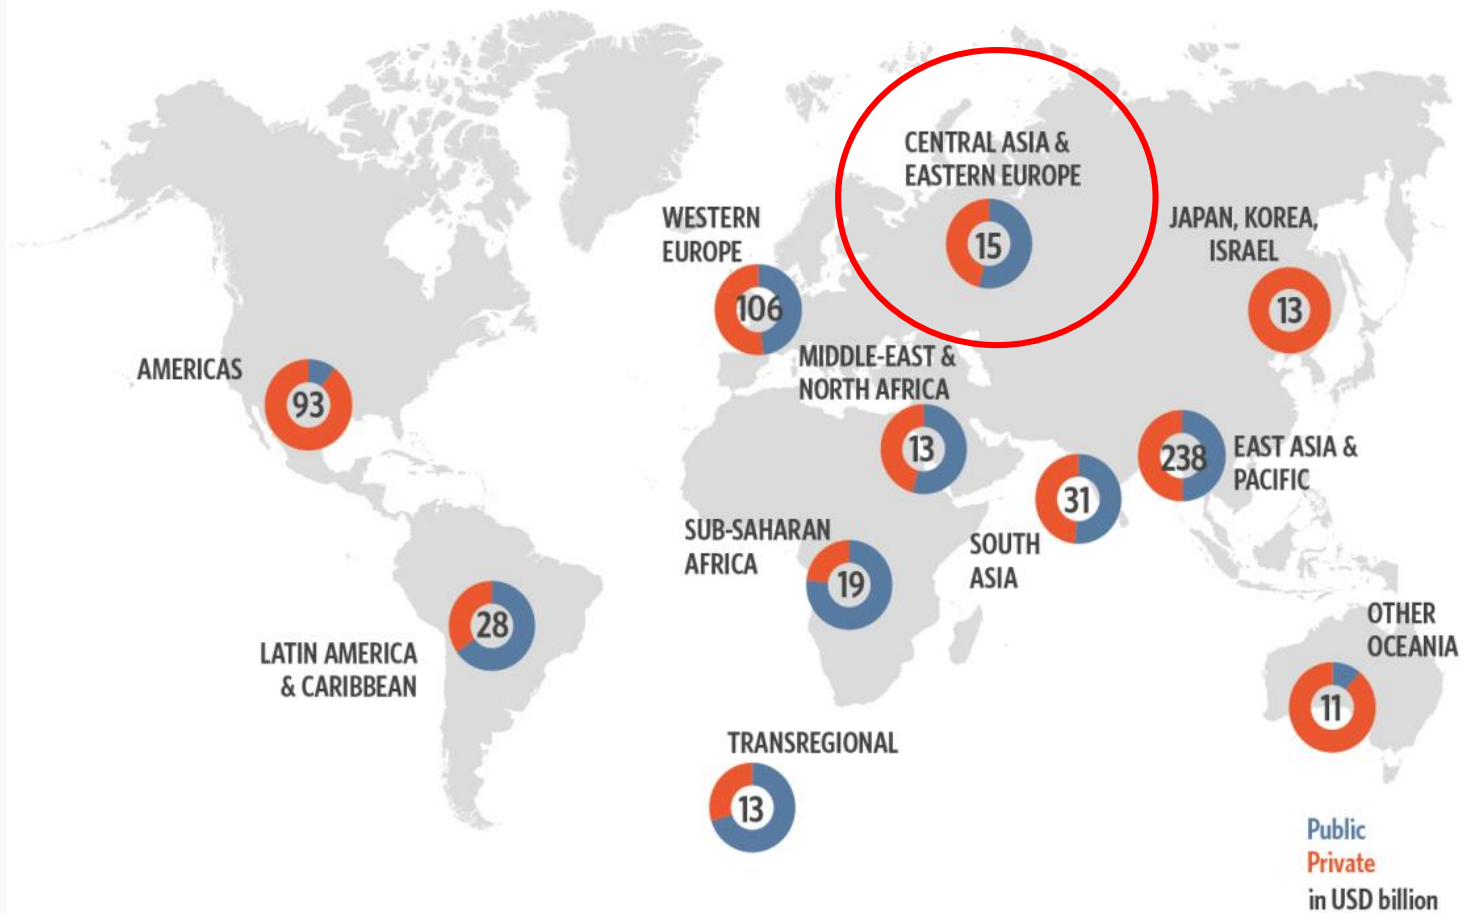 CENTRAL ASIA &
EASTERN EUROPE
15
WESTERN
EUROPE
106
JAPAN, KOREA,
ISRAEL
13
AMERICAS
93
MIDDLE-EAST &
NORTH AFRICA
13
238
EAST ASIA &
PACIFIC
31
SOUTH
ASIA
SUB-SAHARAN
AFRICA
19
28
LATIN AMERICA
& CARIBBEAN
OTHER
OCEANIA
11
TRANSREGIONAL
13
Public
Private
in USD billion